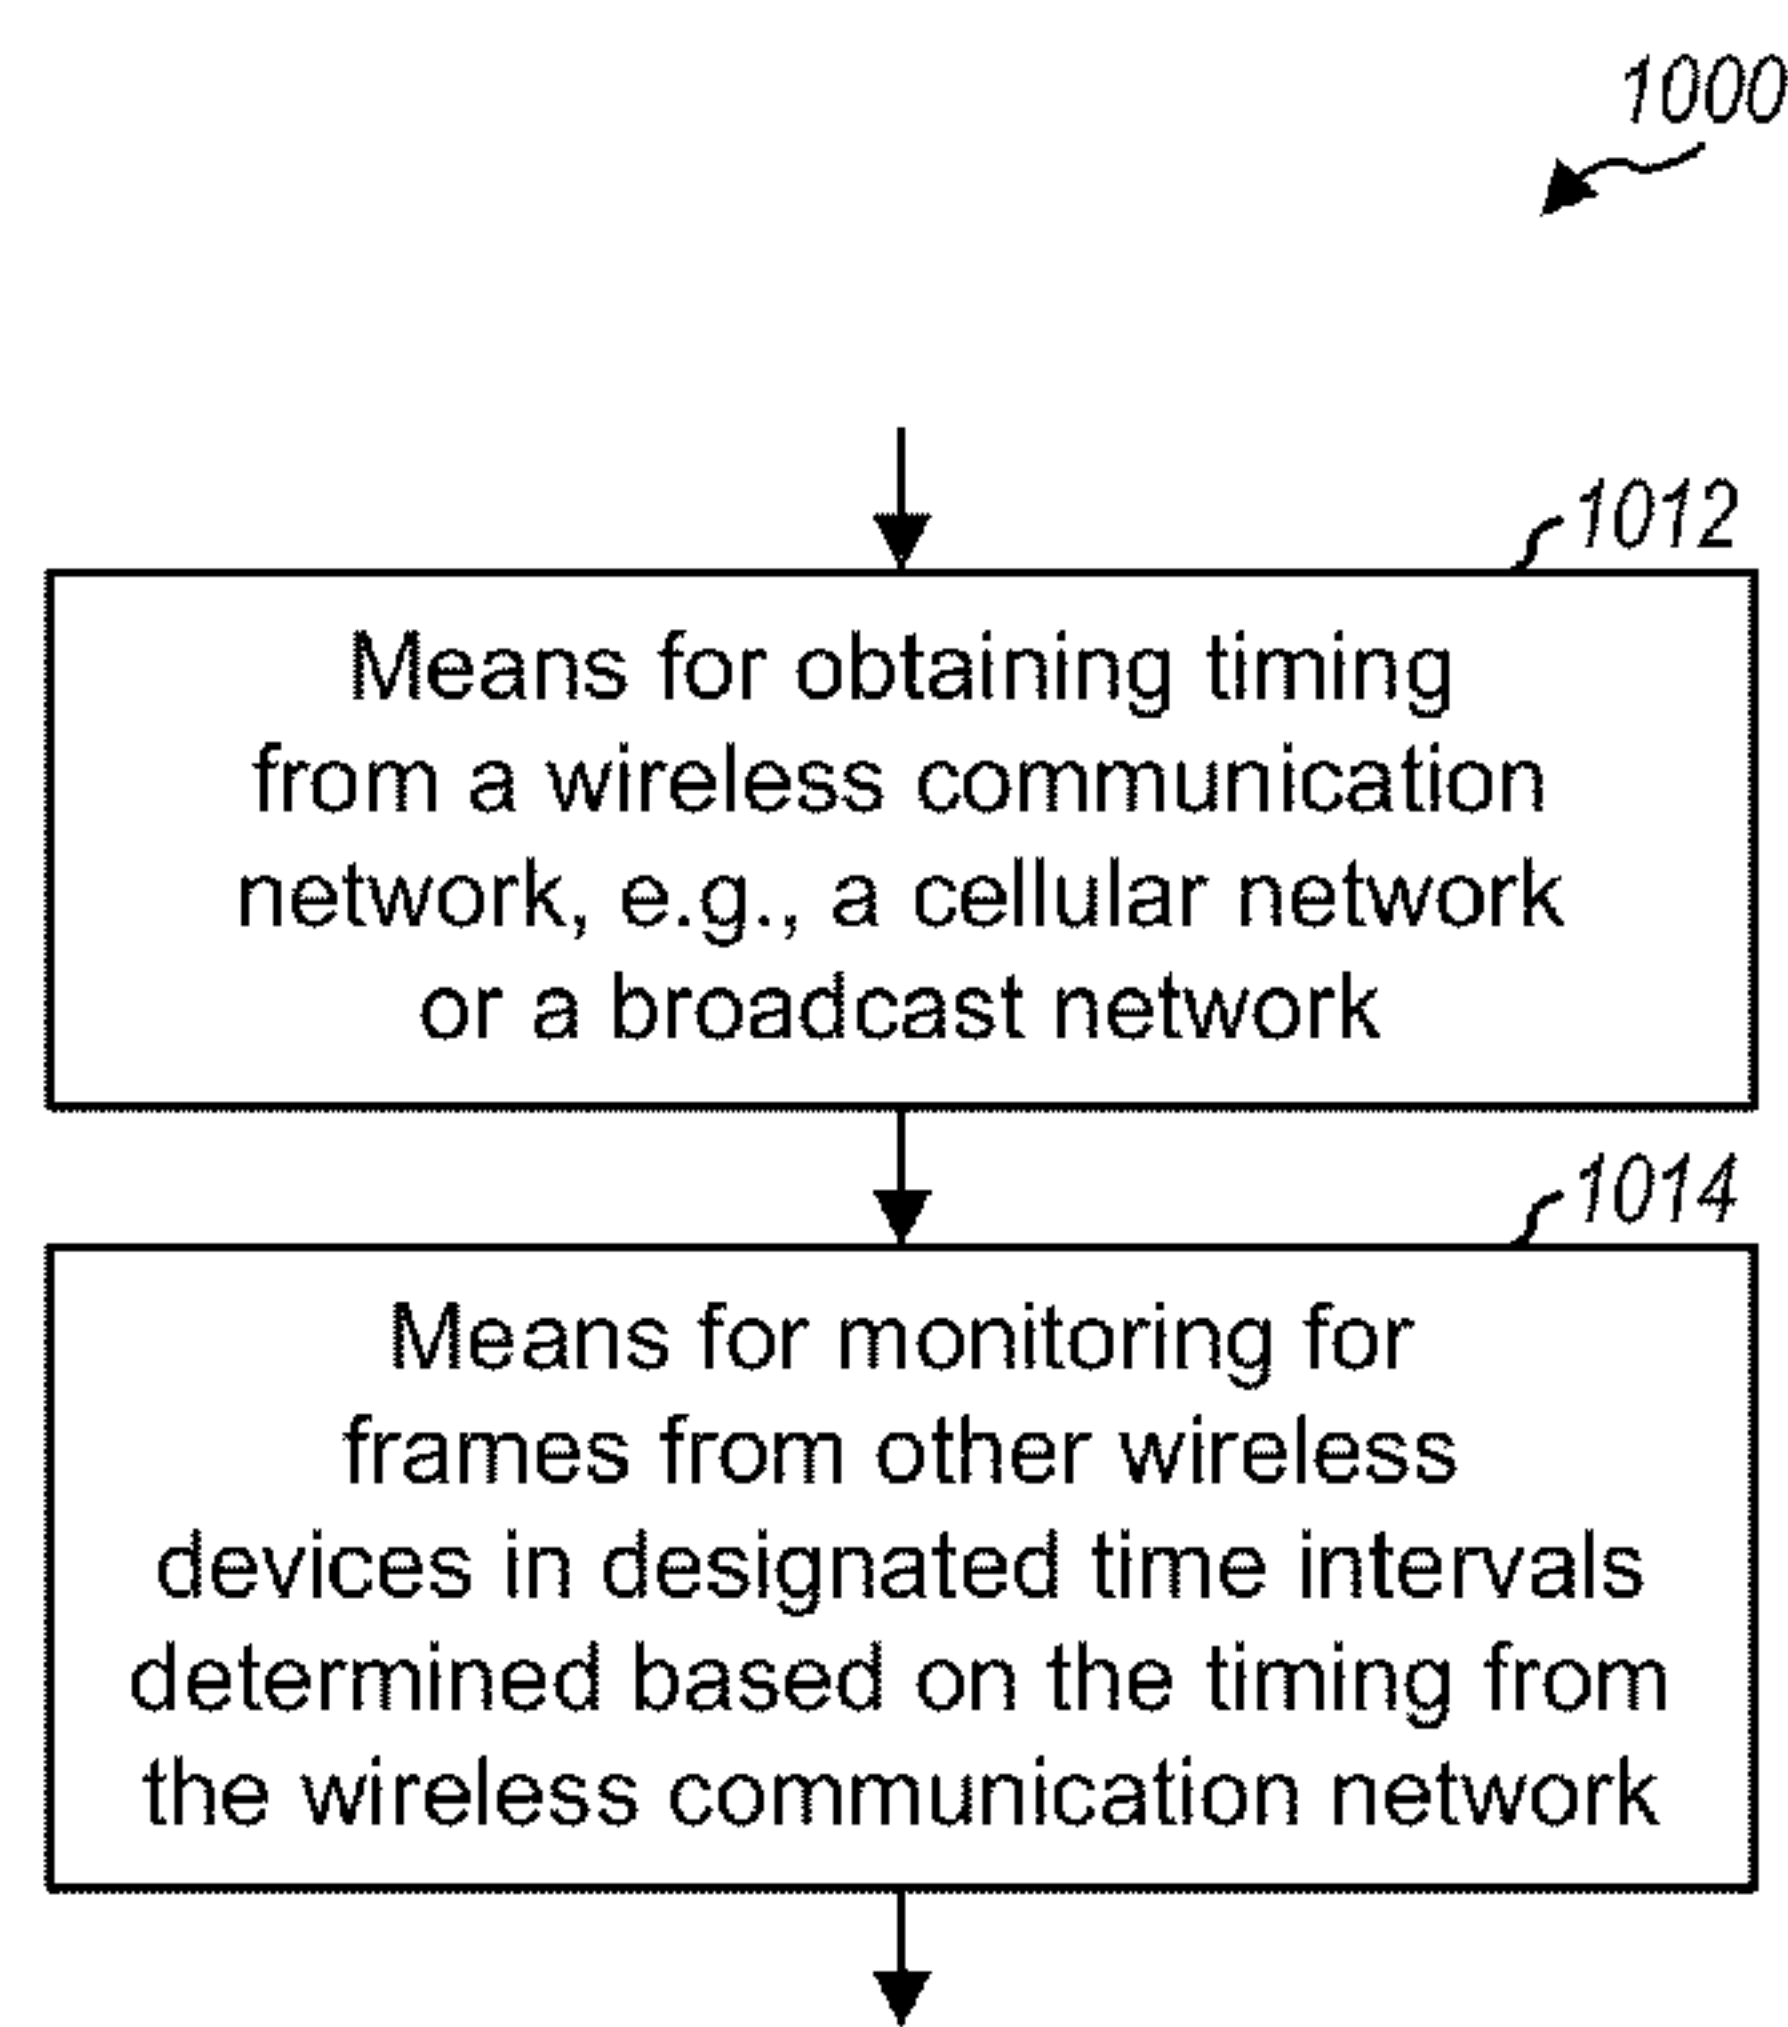 1000
1012
Means for obtaining timing
from a wireless communication
network, e.g., a cellular network
or a broadcast network
1014
Means for monitoring for
frames from other wireless
devices in designated time intervals
determined based on the timing from
the wireless communication network